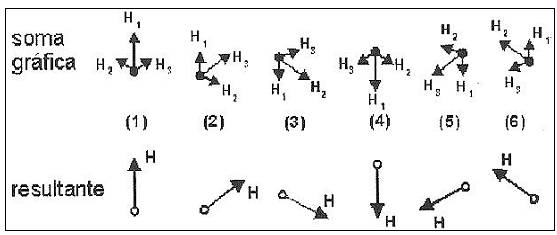 soma
gráfica
H1
H2
H3
H1
H3
H2
H3
H1
H2
H3
H2
H1
H2
H3
H1
H2
H1
H3
(1) (2) (3) (4) (5) (6)
resultante
H H H H H H